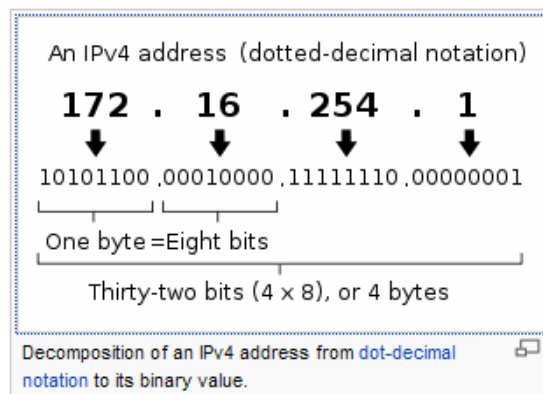 An IPv4 address (dotted-decimal notation)
172 . 16 . 254 . 1
10101100 .00010000 .11111110 .00000001
One byte =Eight bits
Thirty-two bits (4 x 8), or 4 bytes
Decomposition of an IPv4 address from dot-decimal
notation to its binary value.